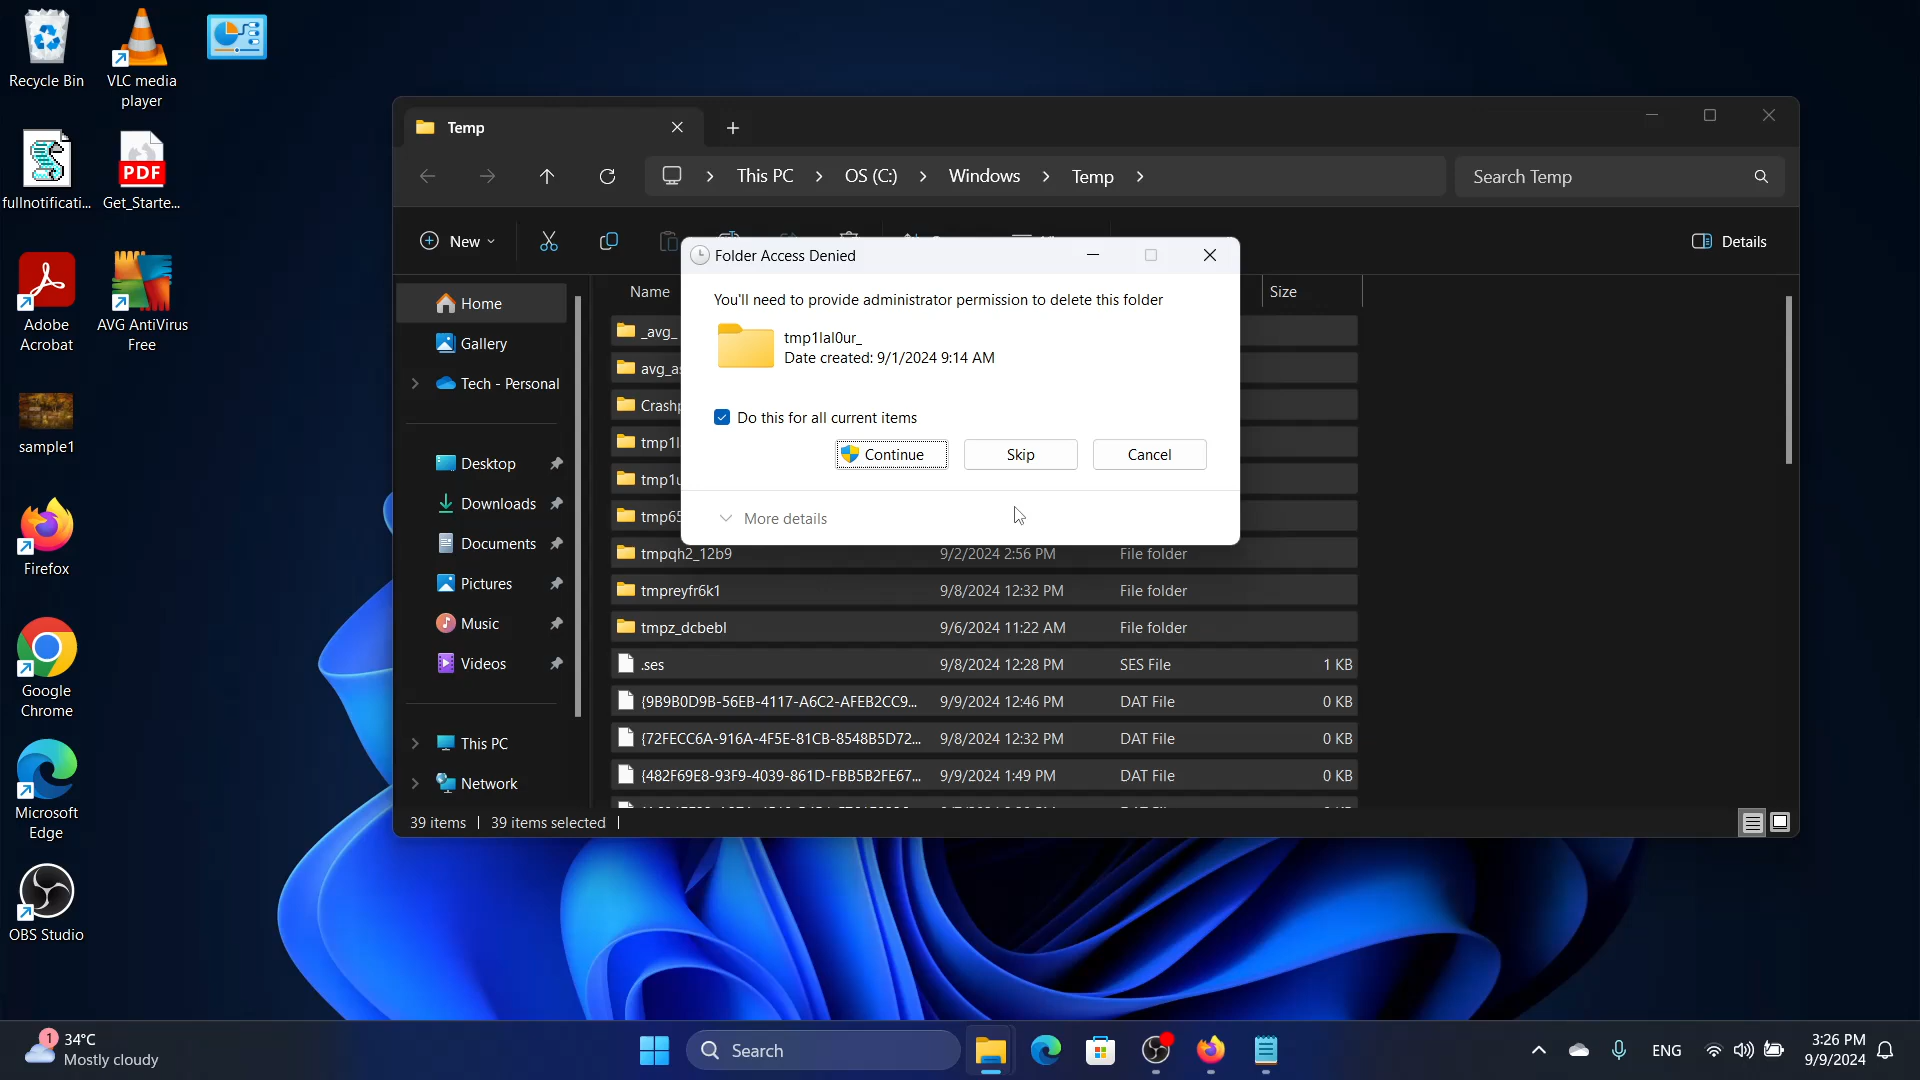 Recycle Bin
VLC media
player
fullnotificati...
Get_Starte...
PDF
Adobe
Acrobat
AVG AntiVirus
Free
sample1
Firefox
Google
Chrome
Microsoft
Edge
OBS Studio
Temp
This PC
OS (C:)
Windows
Temp
Search Temp
New
Details
Home
Gallery
Tech - Personal
Desktop
Downloads
Documents
Pictures
Music
Videos
This PC
Network
Name
Size
_avg_
Folder Access Denied
You'll need to provide administrator permission to delete this folder
tmp1lal0ur_
Date created: 9/1/2024 9:14 AM
Do this for all current items
Continue
Skip
Cancel
More details
tmpqh2_12b9 9/2/2024 2:56 PM File folder
tmpreyfr6k1 9/8/2024 12:32 PM File folder
tmpz_dcbebl 9/6/2024 11:22 AM File folder
.ses 9/8/2024 12:28 PM SES File 1 KB
{9B9B0D9B-56EB-4117-A6C2-AFEB2CC9... 9/9/2024 12:46 PM DAT File 0 KB
{72FECC6A-916A-4F5E-81CB-8548B5D72... 9/8/2024 12:32 PM DAT File 0 KB
{482F69E8-93F9-4039-861D-FBB5B2FE67... 9/9/2024 1:49 PM DAT File 0 KB
39 items
39 items selected
1
34°C
Mostly cloudy
Search
ENG
3:26 PM
9/9/2024